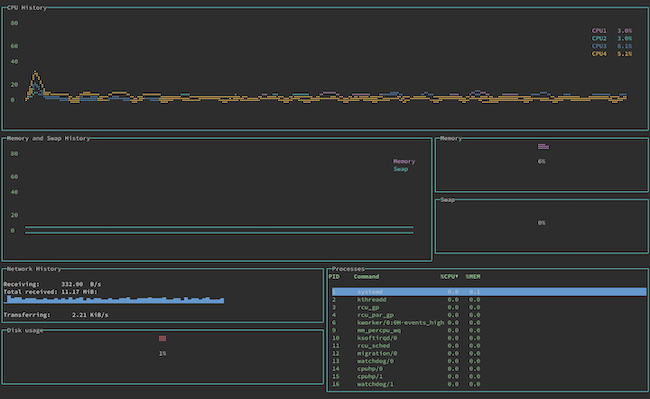 CPU History
80
60
40
20
0
CPU1 3.0%
CPU2 3.0%
CPU3 6.1%
CPU4 5.1%
Memory and Swap History
80
60
40
20
0
Memory
Swap
Memory
6%
Swap
0%
Network History
Receiving: 332.00 B/s
Total received: 11.17 MiB:
Transferring: 2.21 KiB/s
Disk usage
1%
Processes
PID Command %CPU▼ %MEM
1 systemd 0.0 0.1
2 kthreadd 0.0 0.0
3 rcu_gp 0.0 0.0
4 rcu_par_gp 0.0 0.0
6 kworker/0:0H-events_high 0.0 0.0
9 mm_percpu_wq 0.0 0.0
10 ksoftirqd/0 0.0 0.0
11 rcu_sched 0.0 0.0
12 migration/0 0.0 0.0
13 watchdog/0 0.0 0.0
14 cpuhp/0 0.0 0.0
15 cpuhp/1 0.0 0.0
16 watchdog/1 0.0 0.0